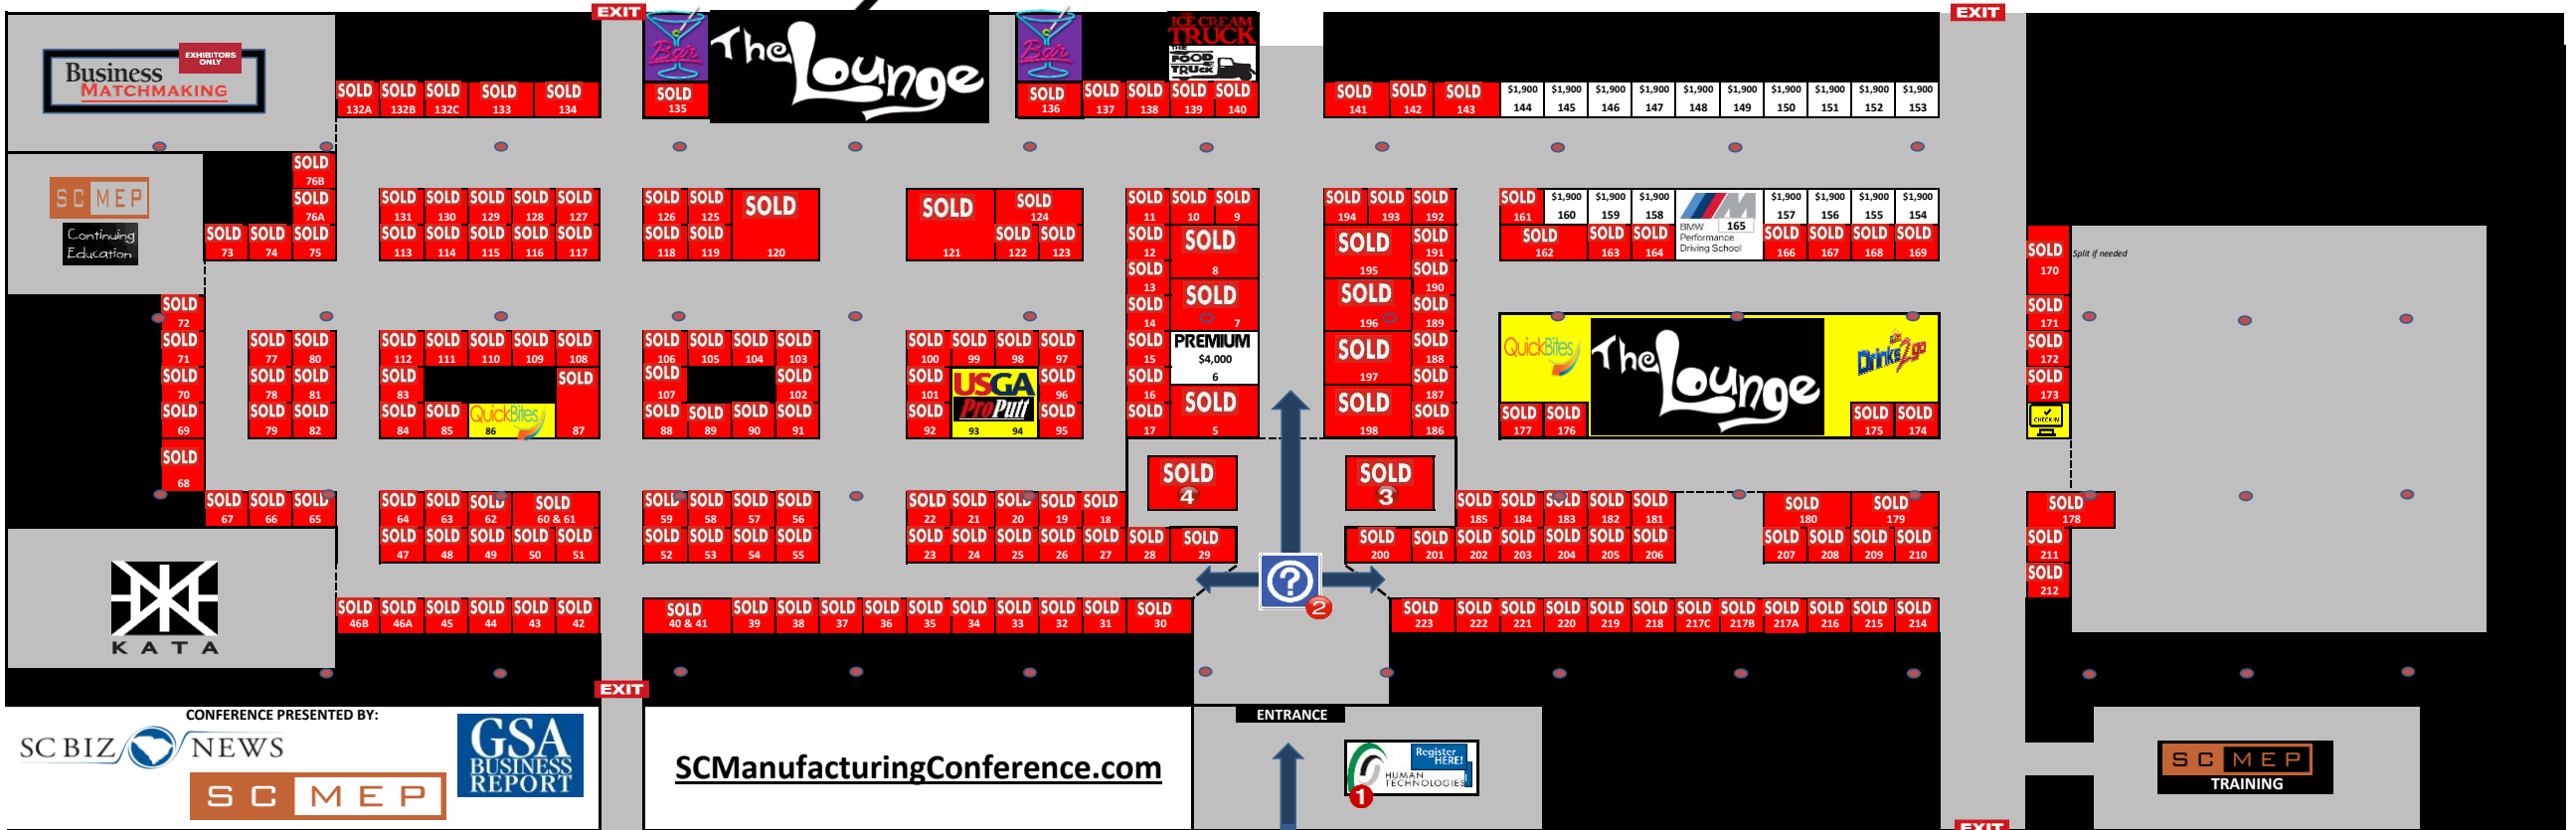 EXIT
EXIT
Business
MATCHMAKING
EXHIBITORS
ONLY
Bar
The Lounge
Bar
THE
ICE CREAM
TRUCK
THE
FOOD
TRUCK
SOLD SOLD SOLD SOLD SOLD
132A 132B 132C 133 134
SOLD
135
SOLD SOLD SOLD SOLD SOLD
136 137 138 139 140
SOLD SOLD SOLD $1,900 $1,900 $1,900 $1,900 $1,900 $1,900 $1,900 $1,900 $1,900 $1,900
141 142 143 144 145 146 147 148 149 150 151 152 153
SC MEP
Continuing
Education
SOLD
76B
SOLD
76A
SOLD SOLD SOLD
73 74 75
SOLD SOLD SOLD SOLD SOLD
131 130 129 128 127
SOLD SOLD SOLD SOLD SOLD
113 114 115 116 117
SOLD SOLD SOLD
126 125
SOLD SOLD
118 119 120
SOLD SOLD
124
SOLD SOLD
121 122 123
SOLD SOLD SOLD
11 10 9
SOLD SOLD
12 8
SOLD
13
SOLD SOLD
14 7
SOLD PREMIUM
15 $4,000
SOLD 6
16
SOLD SOLD
17 5
SOLD SOLD SOLD
194 193 192
SOLD SOLD
195 191
SOLD
190
SOLD SOLD
196 189
SOLD SOLD
197 188
SOLD
187
SOLD SOLD
198 186
SOLD $1,900 $1,900 $1,900 $1,900 $1,900 $1,900 $1,900
161 160 159 158 157 156 155 154
M
BMW 165
Performance
Driving School
SOLD SOLD SOLD SOLD SOLD SOLD SOLD
162 163 164 166 167 168 169
SOLD
170
Split if needed
SOLD
171
SOLD
172
SOLD
173
CHECK IN
SOLD
72
SOLD
71
SOLD
70
SOLD
69
SOLD
68
SOLD SOLD
77 80
SOLD SOLD
78 81
SOLD SOLD
79 82
SOLD SOLD SOLD SOLD SOLD
112 111 110 109 108
SOLD SOLD
83
SOLD SOLD QuickBites
84 85 86 87
SOLD SOLD SOLD SOLD
106 105 104 103
SOLD SOLD
107 102
SOLD SOLD SOLD SOLD
88 89 90 91
SOLD SOLD SOLD SOLD
100 99 98 97
SOLD USGA SOLD
101 ProPutt 96
SOLD SOLD
92 93 94 95
QuickBites
The Lounge
Drinks2go
SOLD SOLD SOLD SOLD
177 176 175 174
SOLD
4
SOLD
3
SOLD SOLD SOLD
67 66 65
SOLD SOLD SOLD SOLD
64 63 62 60 & 61
SOLD SOLD SOLD SOLD SOLD
47 48 49 50 51
SOLD SOLD SOLD SOLD
59 58 57 56
SOLD SOLD SOLD SOLD
52 53 54 55
SOLD SOLD SOLD SOLD SOLD
22 21 20 19 18
SOLD SOLD SOLD SOLD SOLD SOLD SOLD
23 24 25 26 27 28 29
SOLD SOLD SOLD SOLD SOLD
185 184 183 182 181
SOLD SOLD SOLD SOLD SOLD SOLD SOLD
200 201 202 203 204 205 206
SOLD SOLD
180 179
SOLD SOLD SOLD SOLD
207 208 209 210
SOLD
178
SOLD
211
SOLD
212
KATA
?
2
SOLD SOLD SOLD SOLD SOLD SOLD
46B 46A 45 44 43 42
SOLD SOLD SOLD SOLD SOLD SOLD SOLD SOLD SOLD SOLD SOLD
40 & 41 39 38 37 36 35 34 33 32 31 30
SOLD SOLD SOLD SOLD SOLD SOLD SOLD SOLD SOLD SOLD SOLD SOLD
223 222 221 220 219 218 217C 217B 217A 216 215 214
EXIT
CONFERENCE PRESENTED BY:
SC BIZ NEWS
SC MEP
GSA
BUSINESS
REPORT
SCManufacturingConference.com
ENTRANCE
Register
HERE!
HUMAN
TECHNOLOGIES
1
SC MEP
TRAINING
EXIT